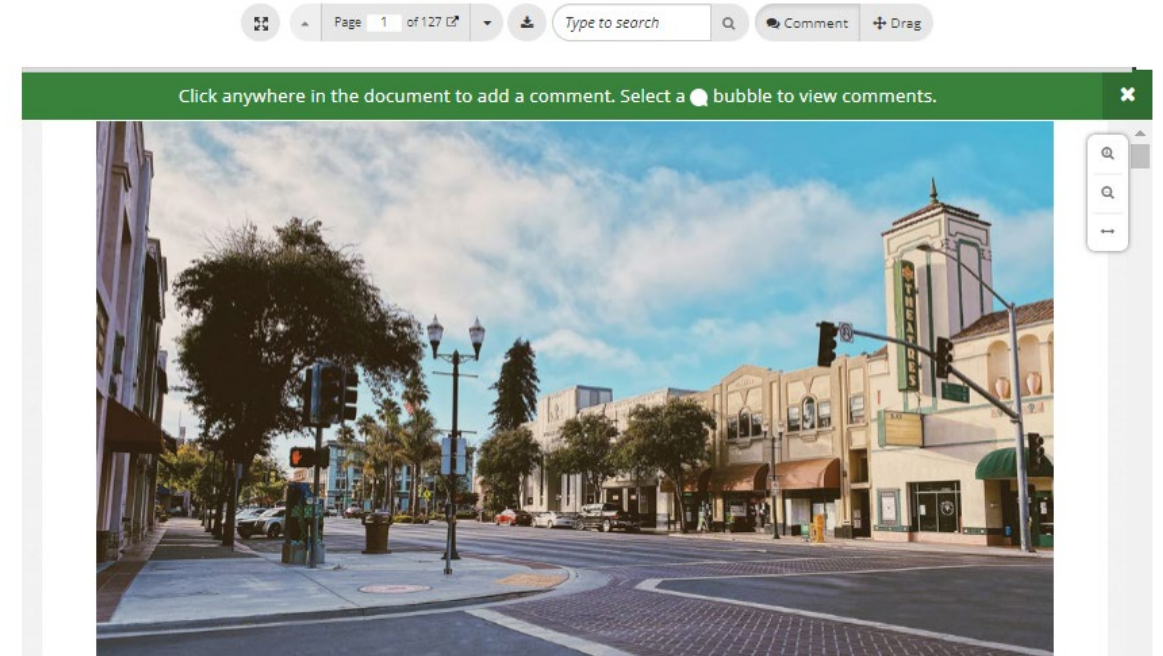 Page 1 of 127
Type to search
Comment
Drag
Click anywhere in the document to add a comment. Select a bubble to view comments.
THEATRES